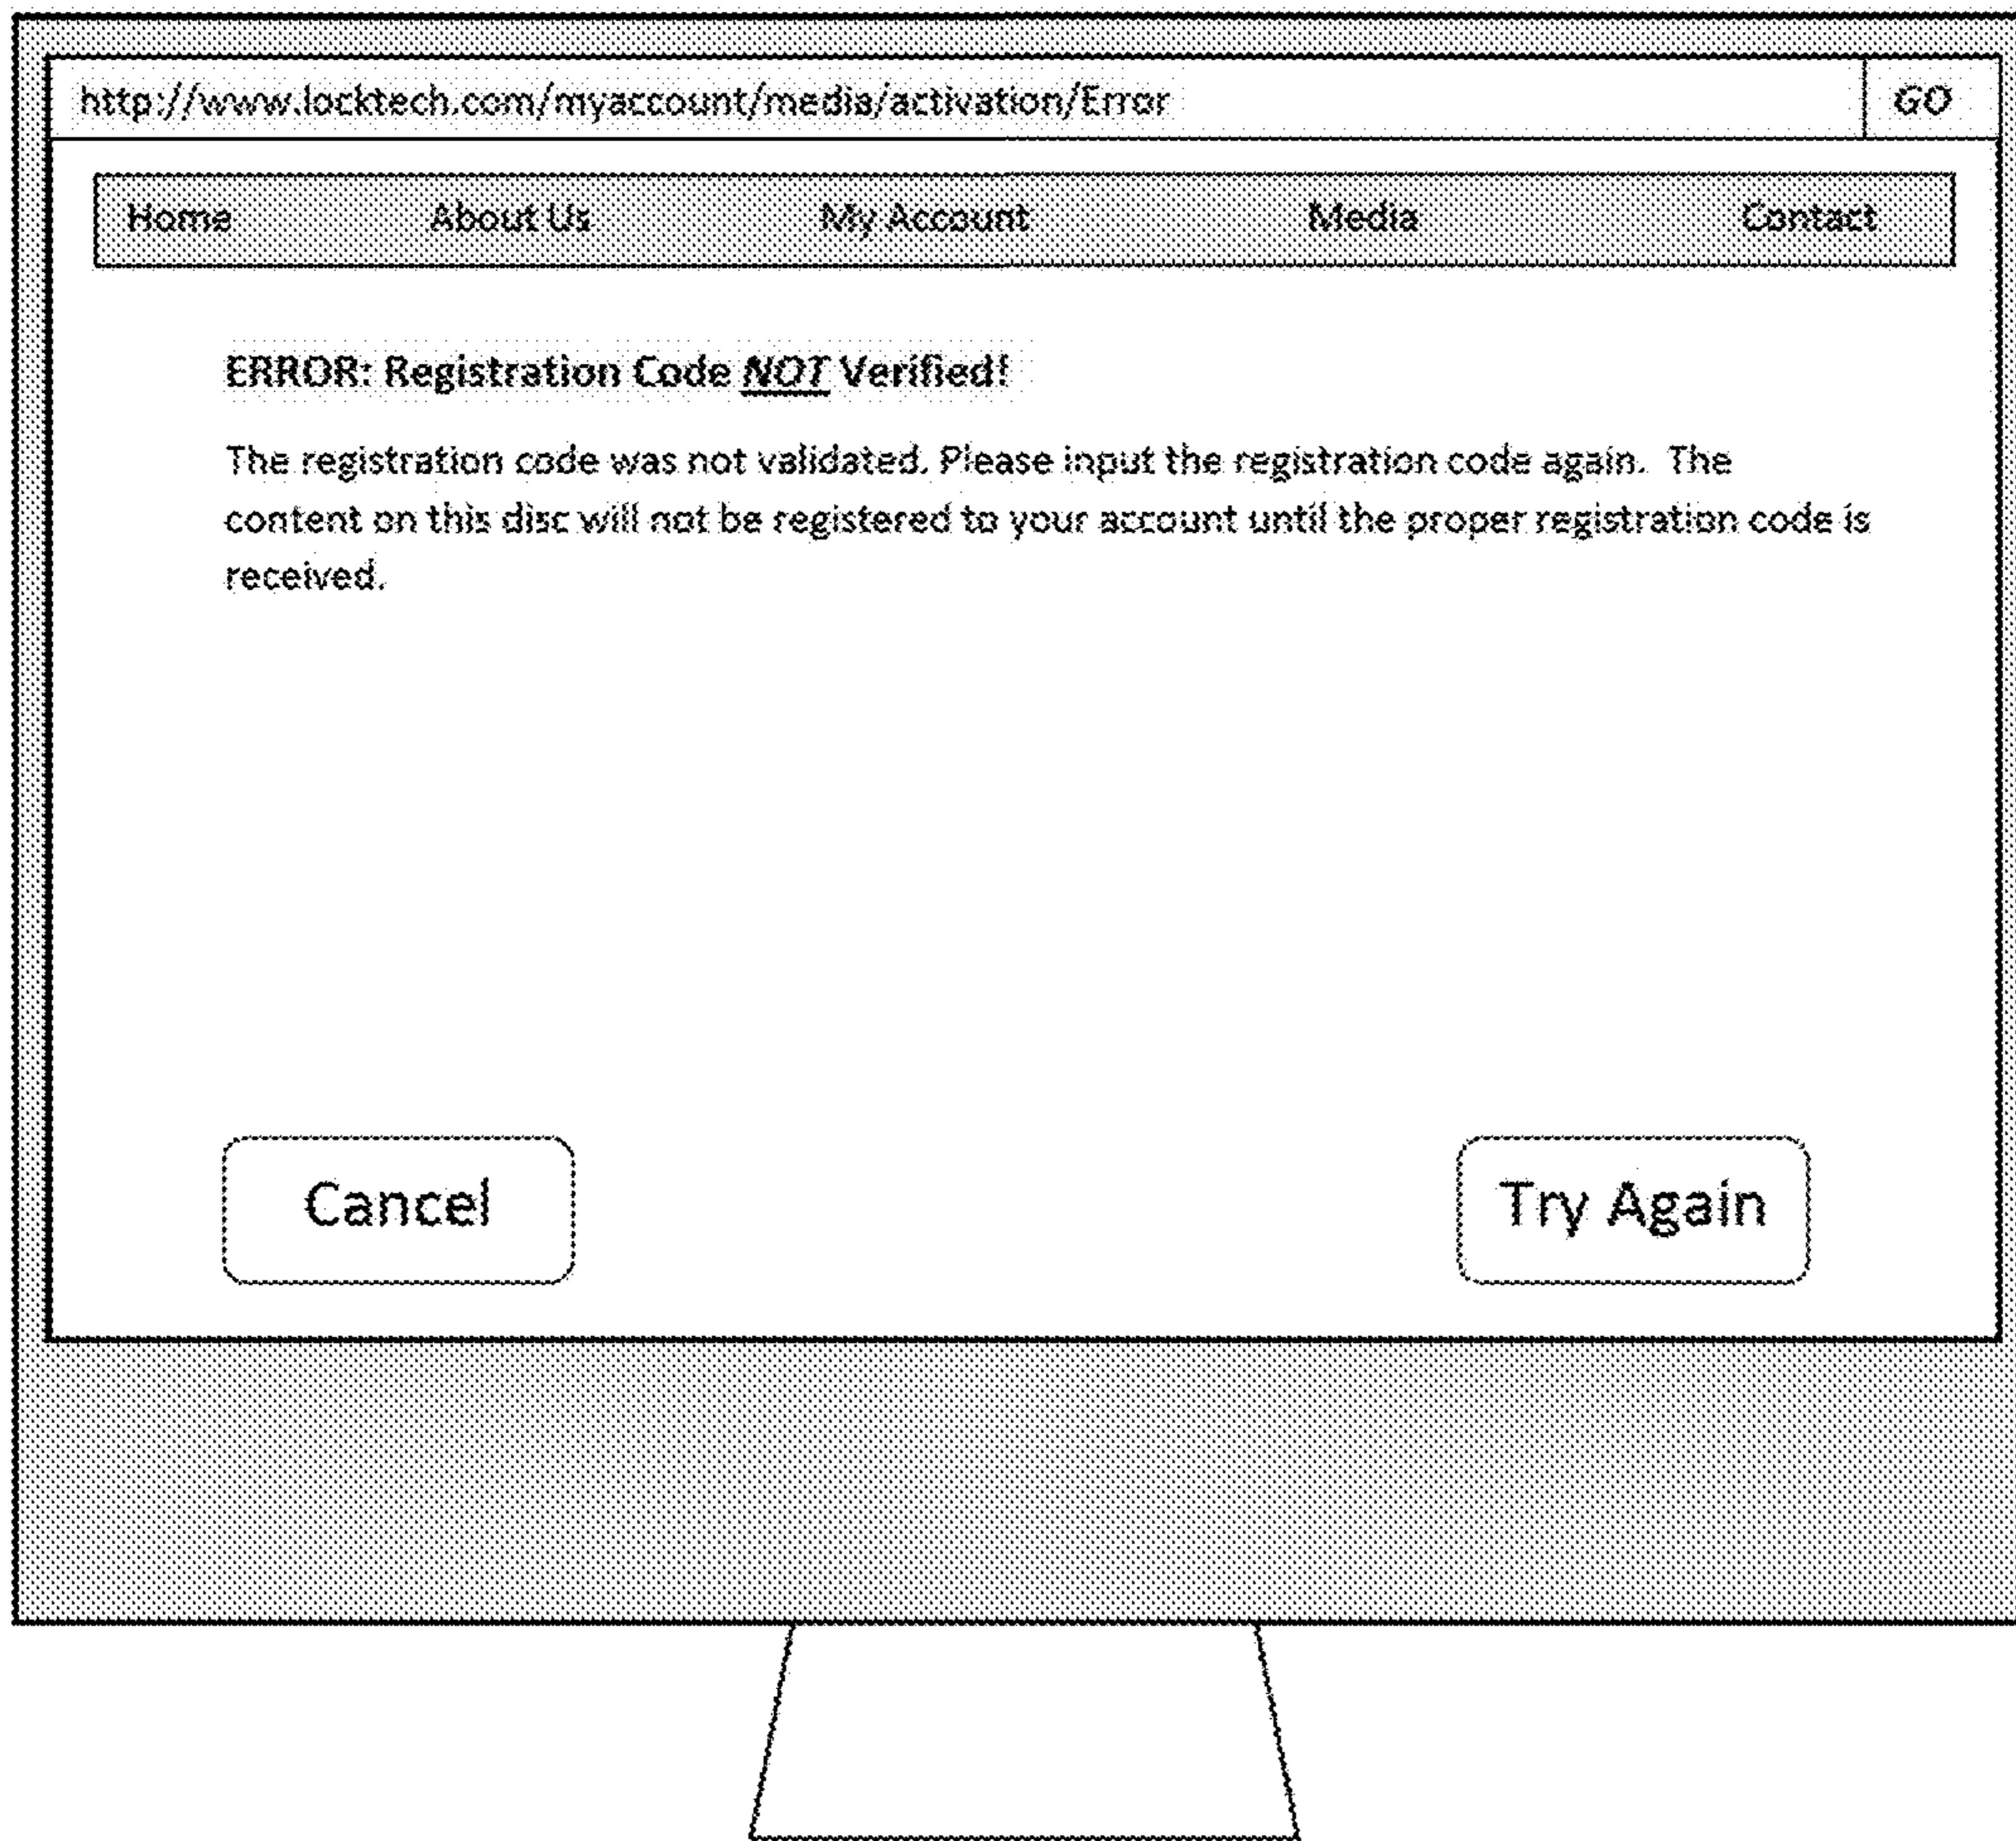 http://www.locktech.com/myaccount/media/activation/Error GO
Home About Us My Account Media Contact
ERROR: Registration Code NOT Verified!
The registration code was not validated. Please input the registration code again. The
content on this disc will not be registered to your account until the proper registration code is
received.
Cancel Try Again